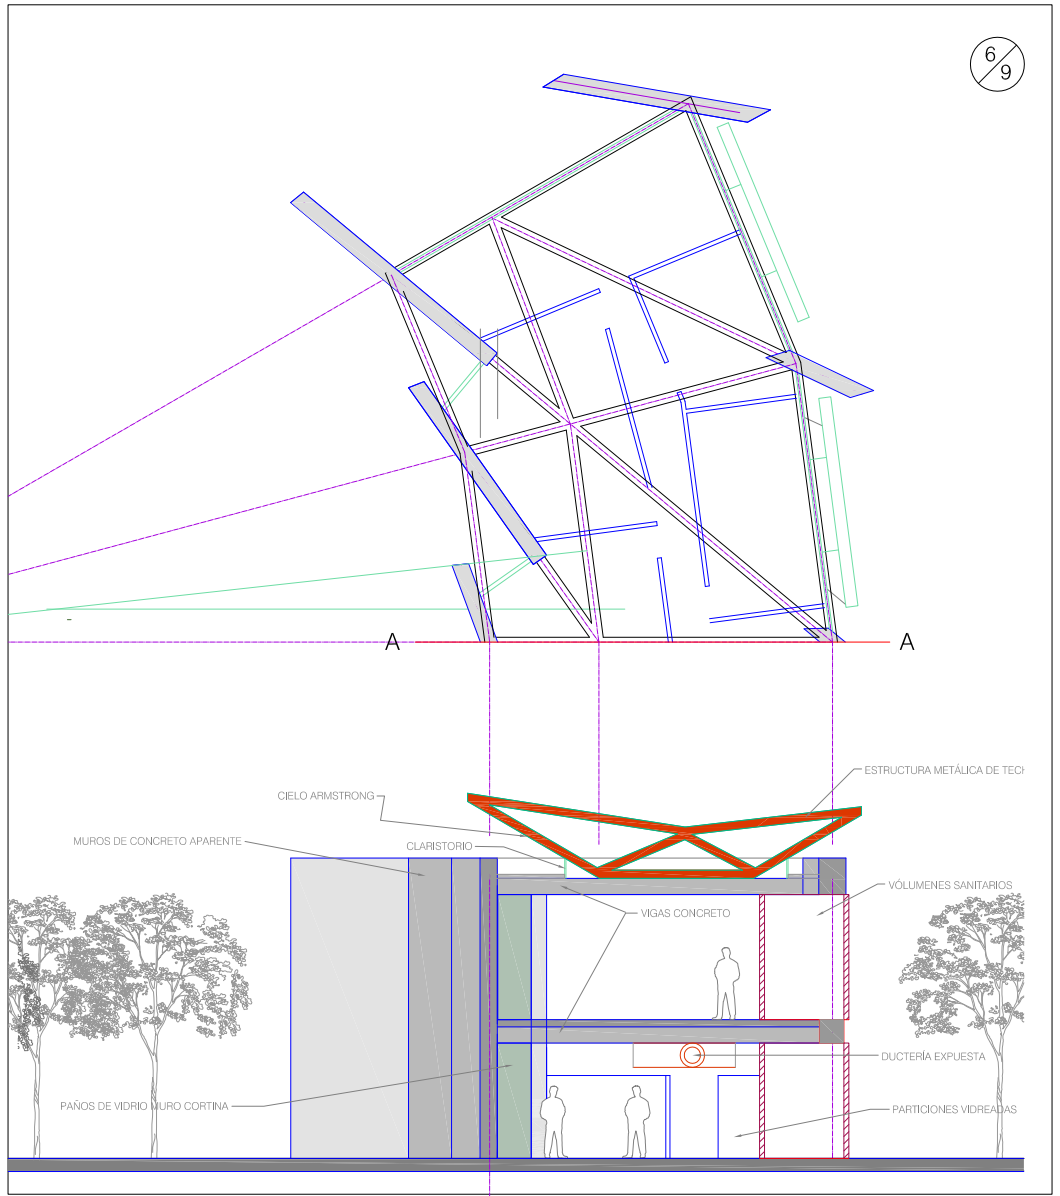 6
9
A
A
ESTRUCTURA METÁLICA DE TECH
CIELO ARMSTRONG
MUROS DE CONCRETO APARENTE
CLARISTORIO
VÓLUMENES SANITARIOS
VIGAS CONCRETO
DUCTERÍA EXPUESTA
PAÑOS DE VIDRIO MURO CORTINA
PARTICIONES VIDREADAS